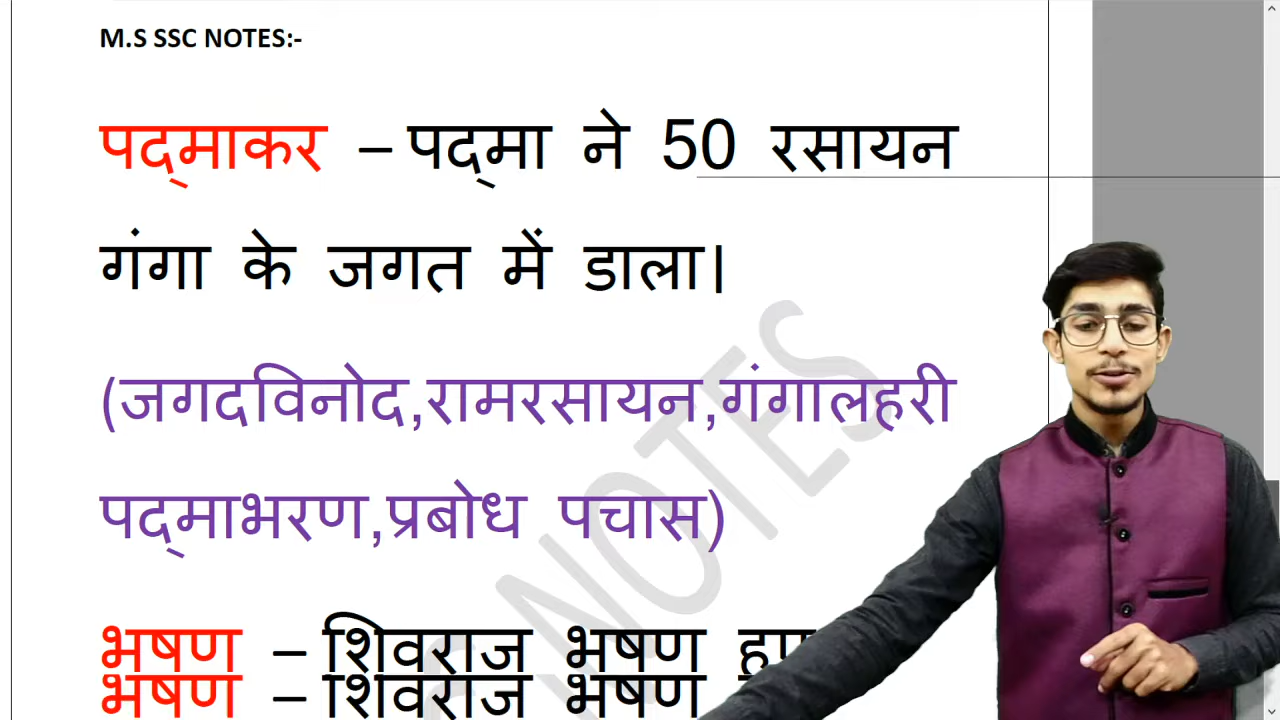 M.S SSC NOTES:-
पद्माकर – पद्मा ने 50 रसायन
गंगा के जगत में डाला।
(जगदविनोद,रामरसायन,गंगालहरी
पद्माभरण,प्रबोध पचास)
भषण – शिवराज भषण
भषण – शिवराज भषण
NOTES